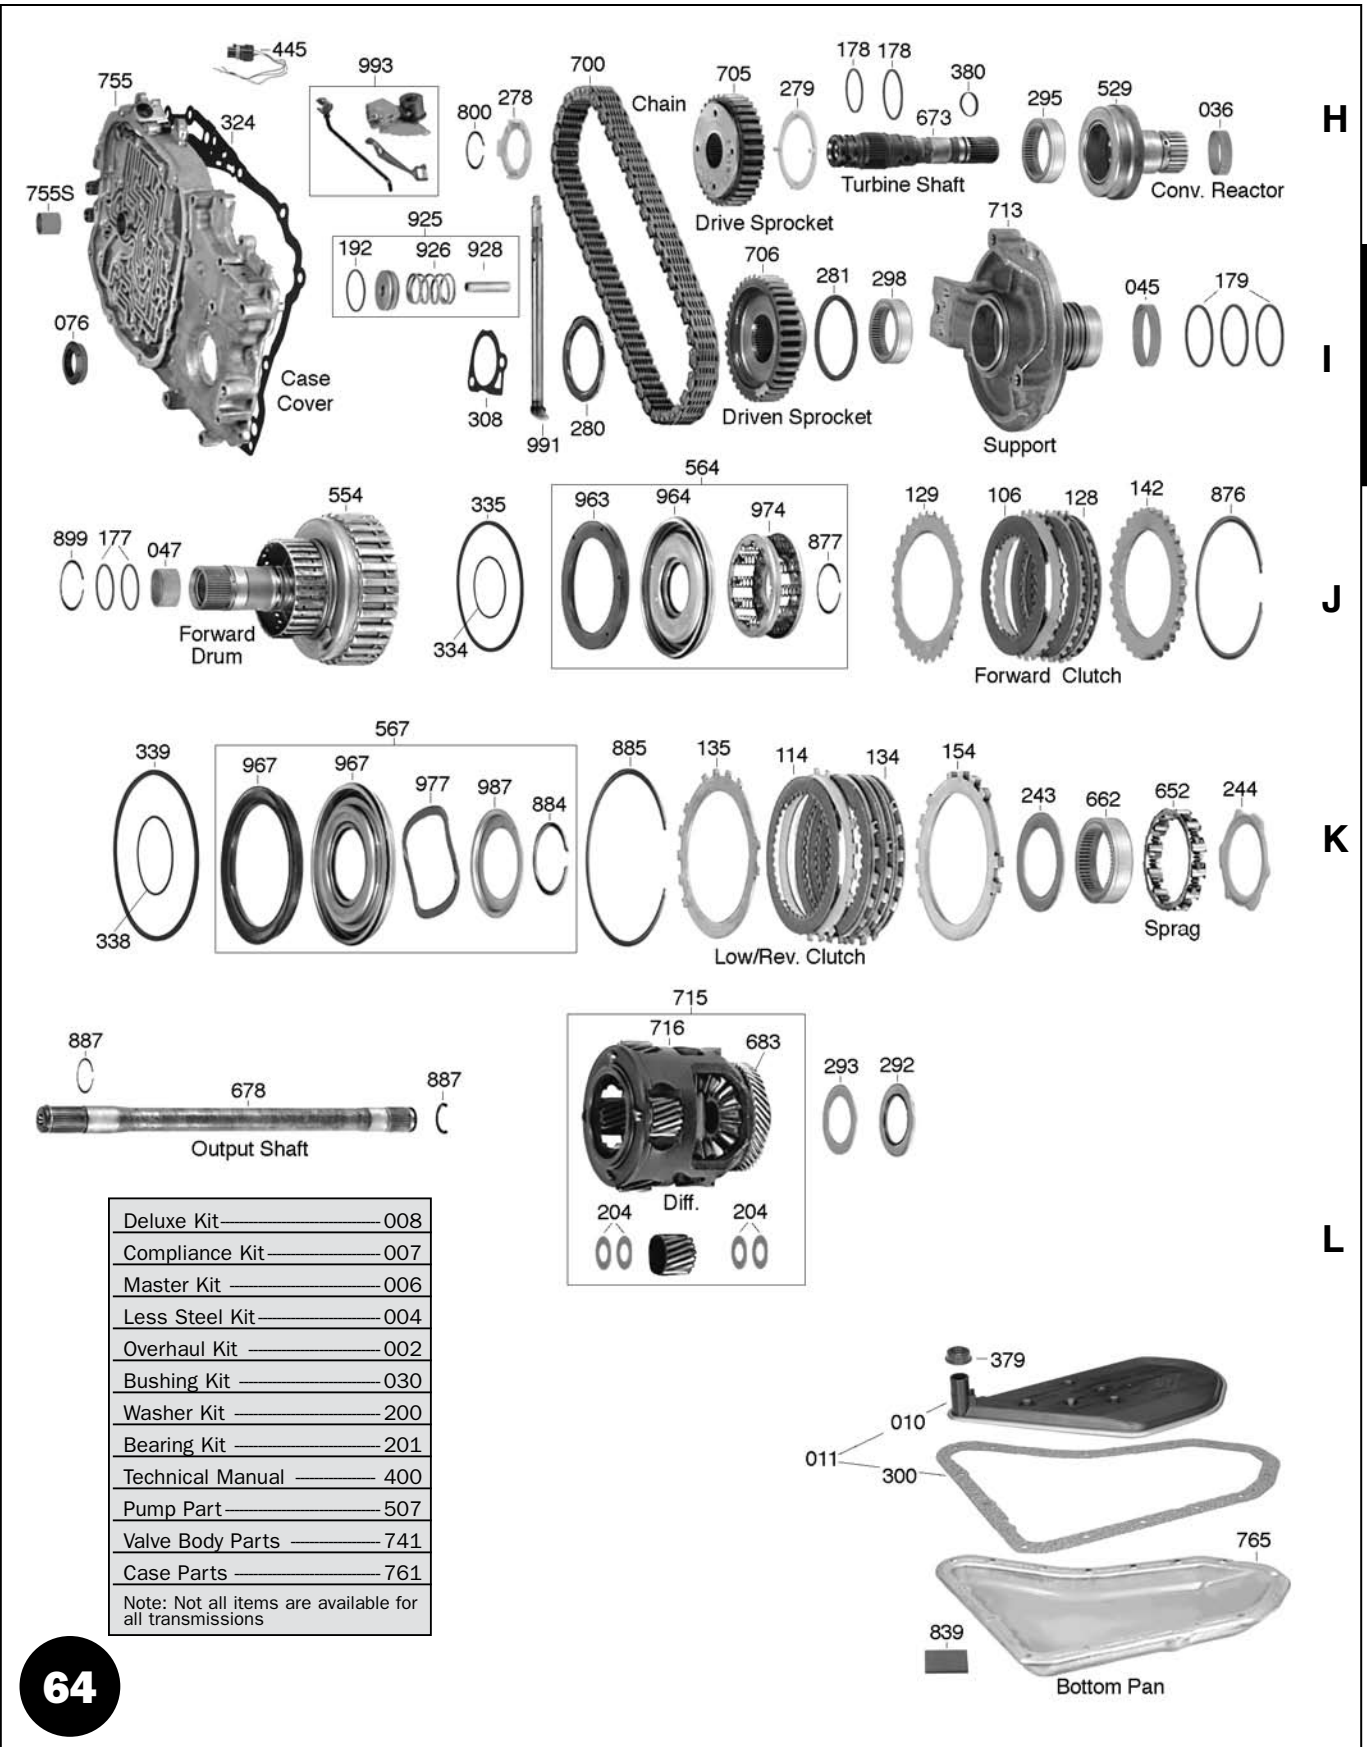 445
993
700
178 178
755
705
380
279
529
278
295
Chain
036
800
324
673
H
Turbine Shaft
755S
Conv. Reactor
925
Drive Sprocket
713
192
926
928
706
281
298
045
179
076
I
Case
Cover
308
280
Driven Sprocket
991
Support
564
554
335
963
964
974
129
106
128
142
876
899
177
047
877
J
Forward
Drum
334
Forward Clutch
567
339
967
967
977
987
884
885
135
114
134
154
243
662
652
244
K
338
Low/Rev. Clutch
Sprag
715
716
683
887
887
678
293
292
Output Shaft
Diff.
204
204
L
Deluxe Kit 008
Compliance Kit 007
Master Kit 006
Less Steel Kit 004
Overhaul Kit 002
Bushing Kit 030
Washer Kit 200
Bearing Kit 201
Technical Manual 400
Pump Part 507
Valve Body Parts 741
Case Parts 761
Note: Not all items are available for
all transmissions
379
010
011
300
765
839
Bottom Pan
64